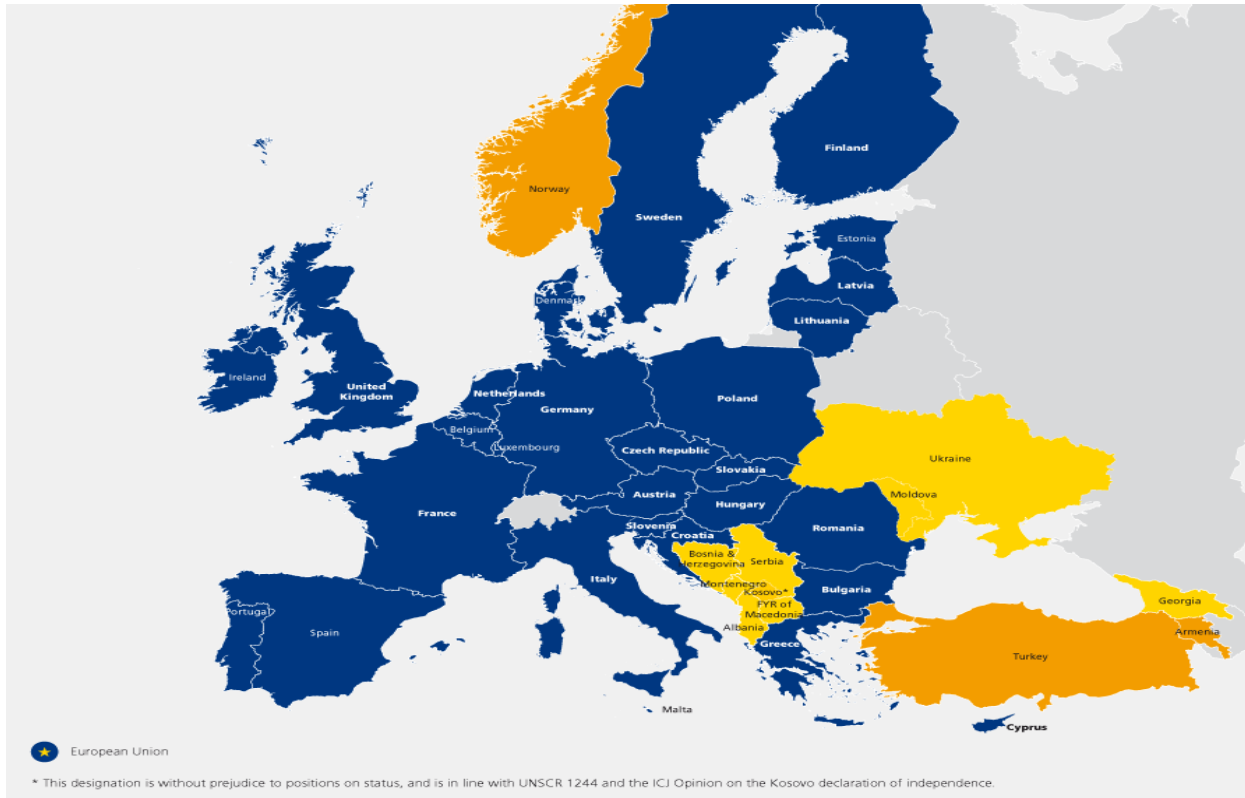 Finland
Norway
Sweden
Estonia
Latvia
Denmark
Lithuania
Ireland
United
Kingdom
Netherlands
Poland
Germany
Belgium
Luxembourg
Czech Republic
Ukraine
Slovakia
Austria
Moldova
Hungary
France
Slovenia
Romania
Croatia
Bosnia &
Herzegovina
Serbia
Italy
Montenegro
Kosovo*
Bulgaria
Georgia
FYR of
Macedonia
Portugal
Albania
Spain
Armenia
Greece
Turkey
Malta
Cyprus
European Union
* This designation is without prejudice to positions on status, and is in line with UNSCR 1244 and the ICJ Opinion on the Kosovo declaration of independence.